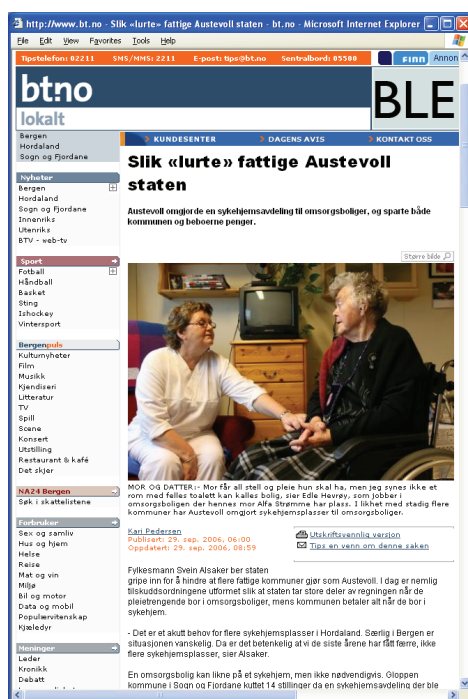 http://www.bt.no - Slik «lurte» fattige Austevoll staten - bt.no - Microsoft Internet Explorer
File Edit View Favorites Tools Help
Tipstelefon: 02211 SMS/MMS: 2211 E-post: tips@bt.no Sentralbord: 05500 FINN Annon
btno
lokalt
BLE
Bergen
Hordaland
Sogn og Fjordane
KUNDESENTER DAGENS AVIS KONTAKT OSS
Nyheter
Bergen
Hordaland
Sogn og Fjordane
Innenriks
Utenriks
BTV - web-tv
Sport
Fotball
Håndball
Basket
Sting
Ishockey
Vintersport
Bergenpuls
Kulturnyheter
Film
Musikk
Kjendiseri
Litteratur
TV
Spill
Scene
Konsert
Utstilling
Restaurant & kafé
Det skjer
NA24 Bergen
Søk i skattelistene
Forbruker
Sex og samliv
Hus og hjem
Helse
Reise
Mat og vin
Miljø
Bil og motor
Data og mobil
Populærvitenskap
Kjæledyr
Meninger
Leder
Kronikk
Debatt
Slik «lurte» fattige Austevoll
staten
Austevoll omgjorde en sykehjemsavdeling til omsorgsboliger, og sparte både
kommunen og beboerne penger.
Større bilde
MOR OG DATTER:- Mor får all stell og pleie hun skal ha, men jeg synes ikke et
rom med felles toalett kan kalles bolig, sier Edle Hevrøy, som jobber i
omsorgboligen der hennes mor Alfa Strømme har plass. I likhet med stadig flere
kommuner har Austevoll omgjort sykehjemsplasser til omsorgsboliger.
Kari Pedersen
Publisert: 29. sep. 2006, 06:00
Oppdatert: 29. sep. 2006, 08:59
Utskriftsvennlig version
Tips en venn om denne saken
Fylkesmann Svein Alsaker ber staten
gripe inn for å hindre at flere fattige kommuner gjør som Austevoll. I dag er nemlig
tilskuddsordningene utformet slik at staten tar store deler av regningen når de
pleietrengende bor i omsorgsboliger, mens kommunen betaler alt når de bor i
sykehjem.
- Det er et akutt behov for flere sykehjemsplasser i Hordaland. Særlig i Bergen er
situasjonen vanskelig. Da er det betenkelig at vi de siste årene har fått færre, ikke
flere sykehjemsplasser, sier Alsaker.
En omsorgsbolig kan likne på et sykehjem, men ikke nødvendigvis. Gloppen
kommune i Sogn og Fjordane kuttet 14 stillinger da en sykehjemsavdeling der ble